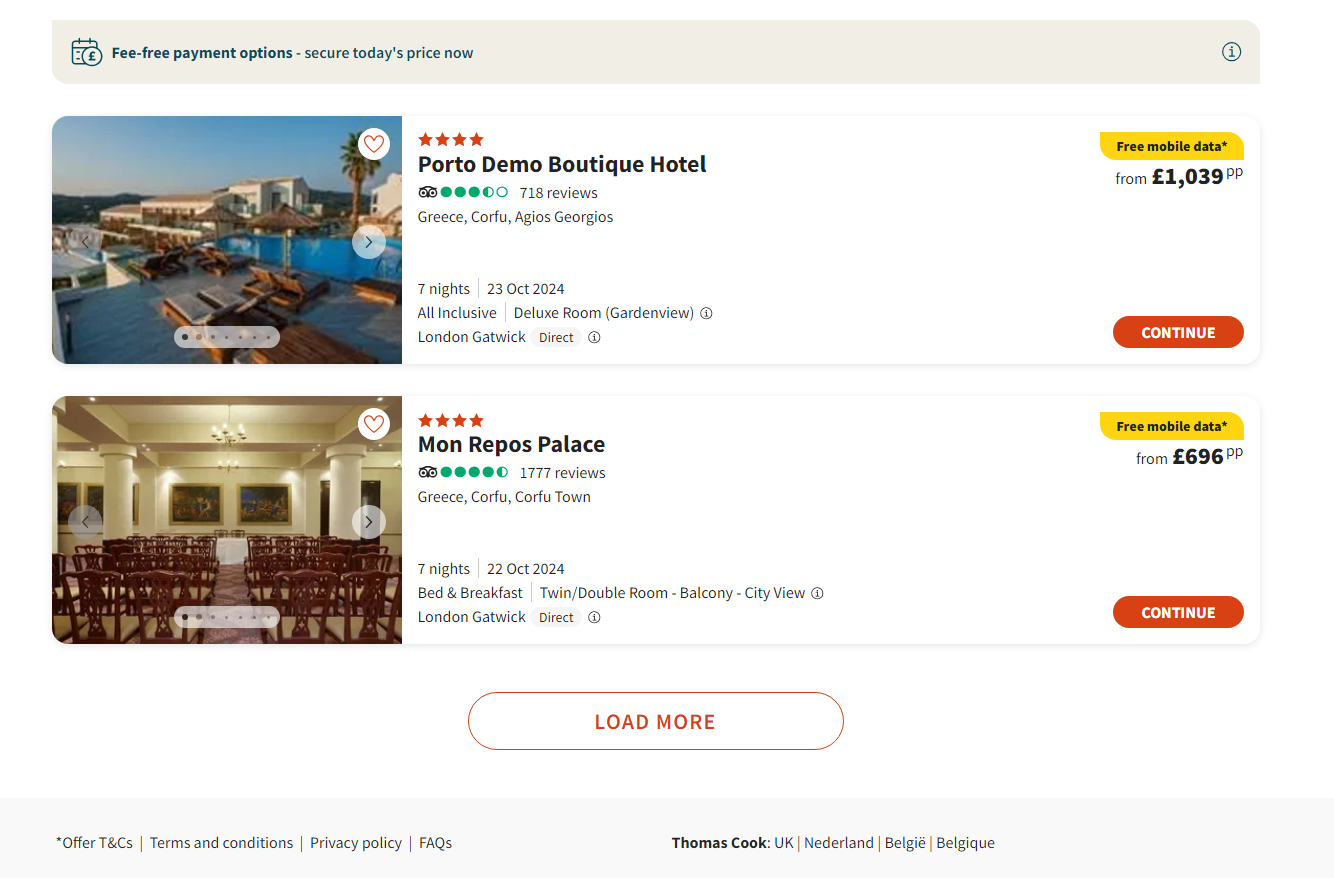 Fee-free payment options - secure today's price now
Free mobile data*
Porto Demo Boutique Hotel
from £1,039 pp
718 reviews
Greece, Corfu, Agios Georgios
7 nights | 23 Oct 2024
All Inclusive | Deluxe Room (Gardenview)
London Gatwick Direct
CONTINUE
Free mobile data*
Mon Repos Palace
from £696 pp
1777 reviews
Greece, Corfu, Corfu Town
7 nights | 22 Oct 2024
Bed & Breakfast | Twin/Double Room - Balcony - City View
London Gatwick Direct
CONTINUE
LOAD MORE
*Offer T&Cs | Terms and conditions | Privacy policy | FAQs
Thomas Cook: UK | Nederland | België | Belgique